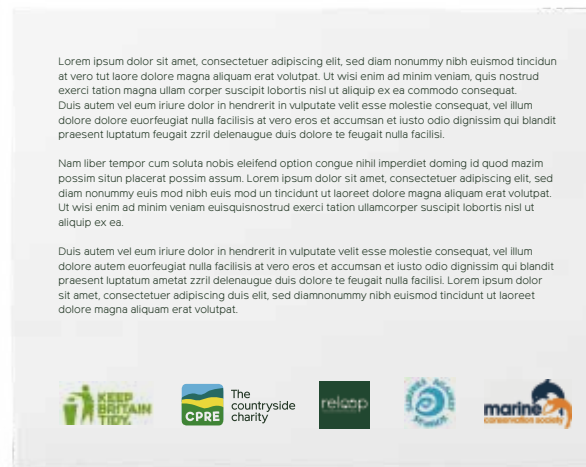 Lorem ipsum dolor sit amet, consectetuer adipiscing elit, sed diam nonummy nibh euismod tincidun
at vero tut laore dolore magna aliquam erat volutpat. Ut wisi enim ad minim veniam, quis nostrud
exerci tation magna ullam corper suscipit lobortis nisl ut aliquip ex ea commodo consequat.
Duis autem vel eum iriure dolor in hendrerit in vulputate velit esse molestie consequat, vel illum
dolore dolore euorfeugiat nulla facilisis at vero eros et accumsan et iusto odio dignissim qui blandit
praesent luptatum feugait zzril delenaugue duis dolore te feugait nulla facilisi.
Nam liber tempor cum soluta nobis eleifend option congue nihil imperdiet doming id quod mazim
possim situn placerat possim assum. Lorem ipsum dolor sit amet, consectetuer adipiscing elit, sed
diam nonummy euis mod nibh euis mod un tincidunt ut laoreet dolore magna aliquam erat volutpat.
Ut wisi enim ad minim veniam euisquisnostrud exerci tation ullamcorper suscipit lobortis nisl ut
aliquip ex ea.
Duis autem vel eum iriure dolor in hendrerit in vulputate velit esse molestie consequat, vel illum
dolore autem euorfeugiat nulla facilisis at vero eros et accumsan et iusto odio dignissim qui blandit
praesent luptatum ametat zzril delenaugue duis dolore te feugait nulla facilisi. Lorem ipsum dolor
sit amet, consectetuer adipiscing duis elit, sed diamnonummy nibh euismod tincidunt ut laoreet
dolore magna aliquam erat volutpat.
KEEP
BRITAIN
TIDY.
CPRE
The
countryside
charity
reloop
SURFERS AGAINST
SEWAGE
marine
conservation society